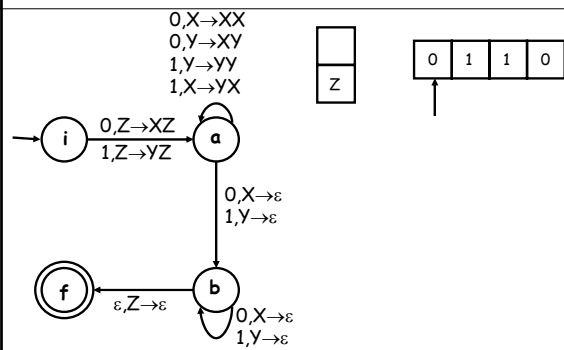 0,X→XX
0,Y→XY
1,Y→YY
1,X→YX
Z
0 1 1 0
i
0,Z→XZ
1,Z→YZ
a
0,X→ε
1,Y→ε
f
ε,Z→ε
b
0,X→ε
1,Y→ε